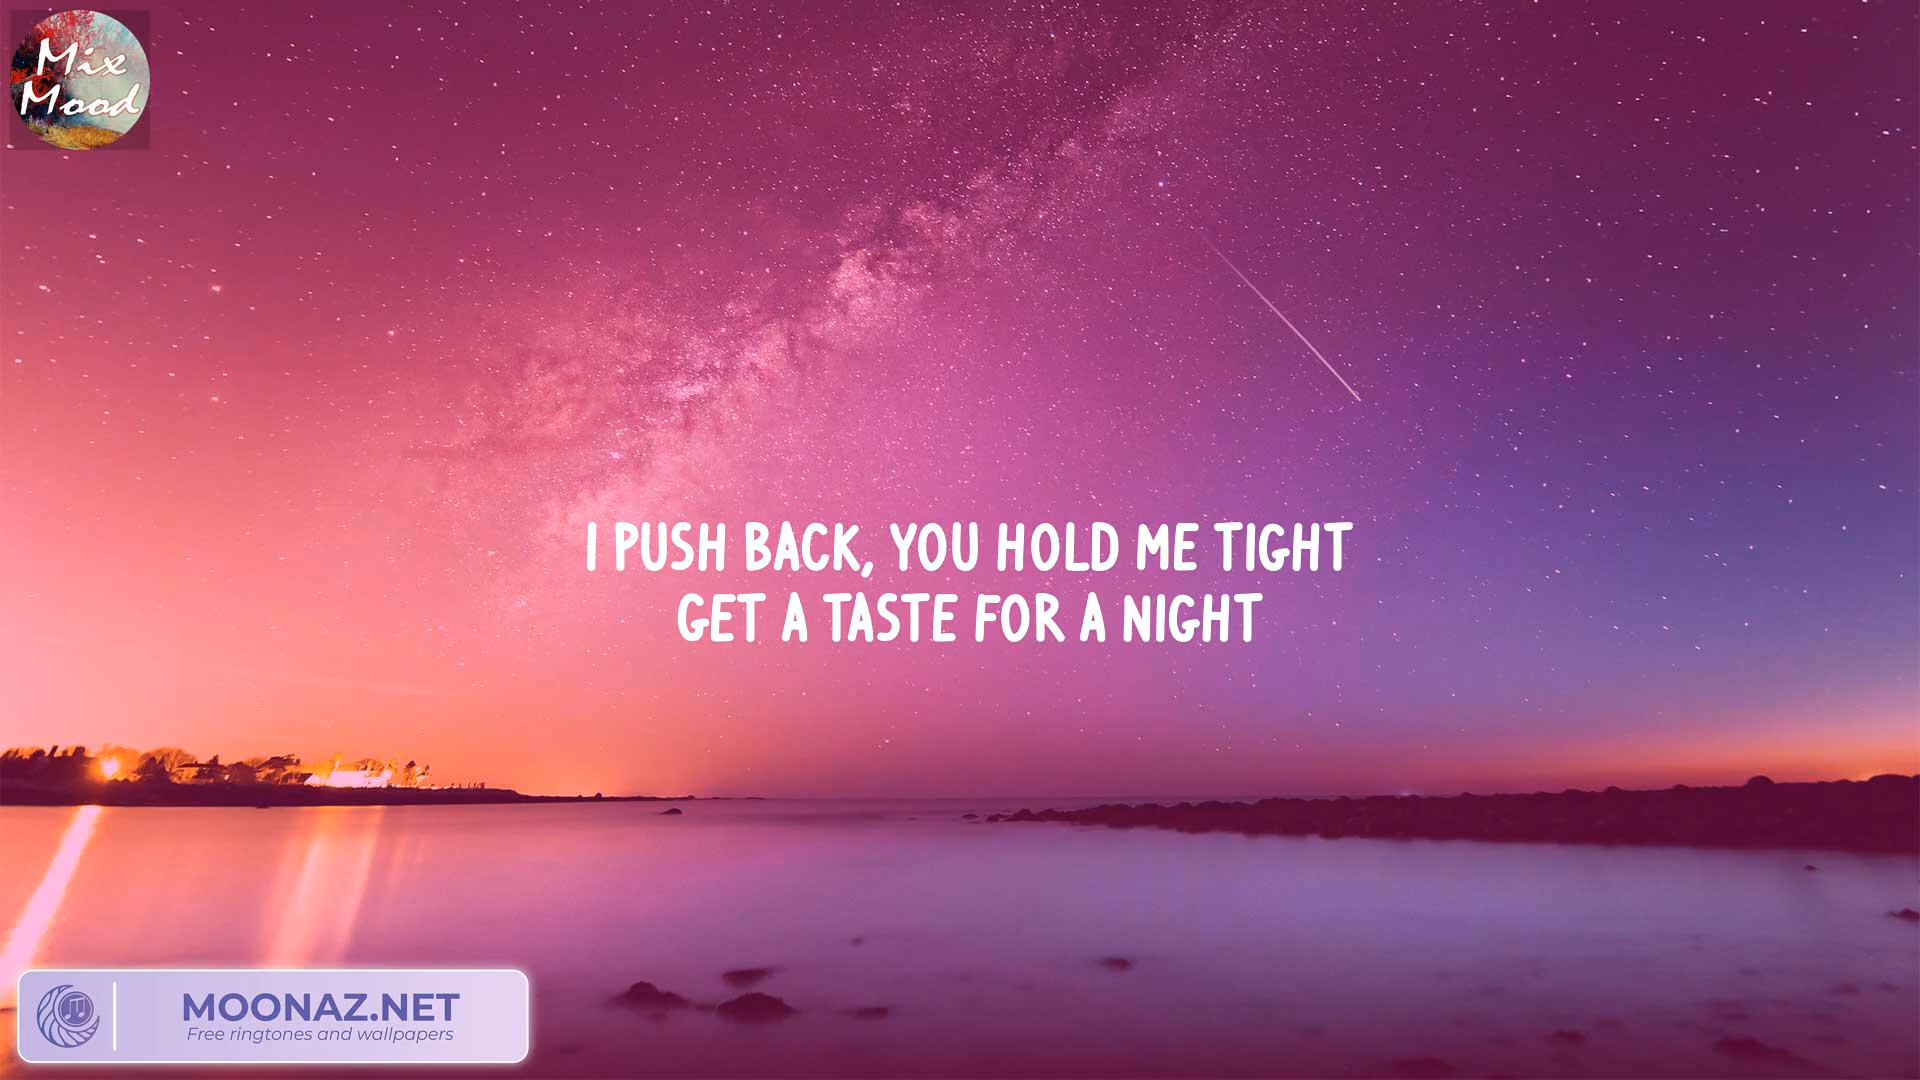 Mix
Mood
I PUSH BACK, YOU HOLD ME TIGHT
GET A TASTE FOR A NIGHT
MOONAZ.NET
Free ringtones and wallpapers